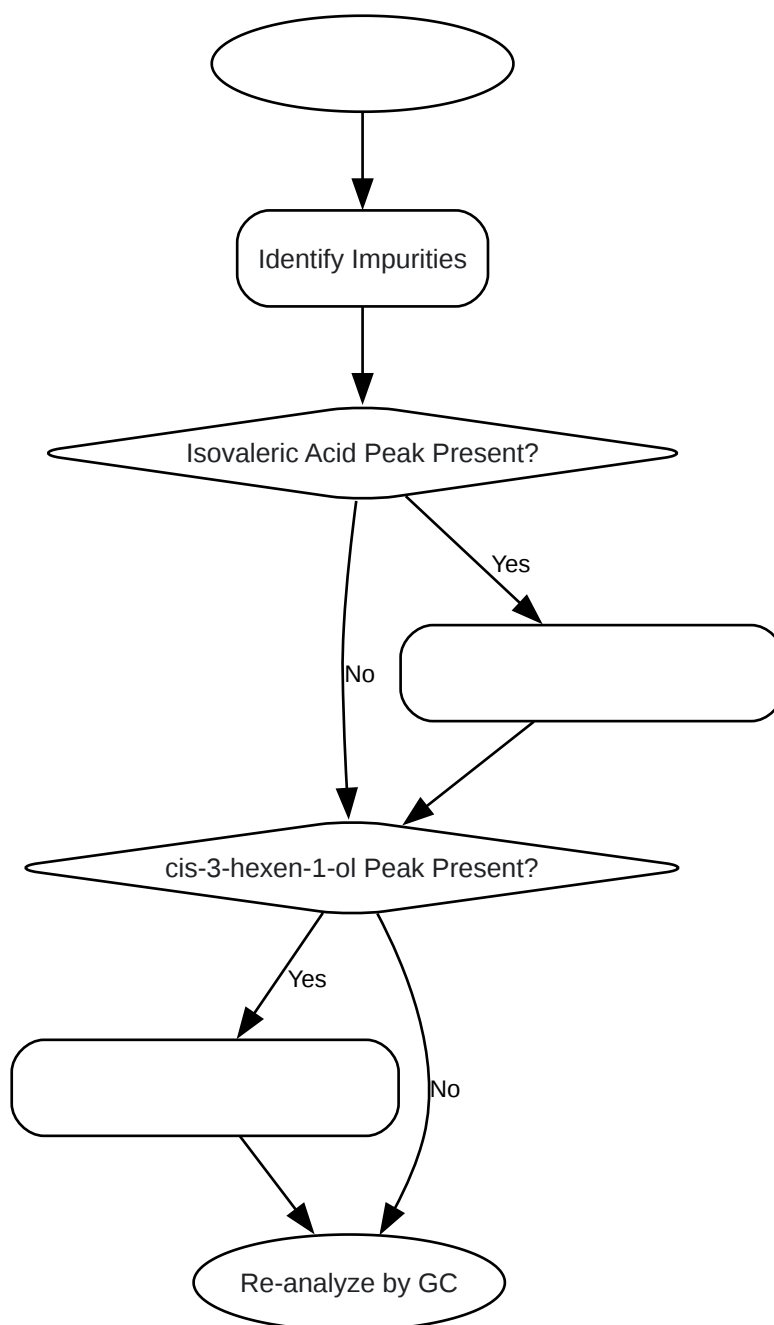 Identify Impurities
Isovaleric Acid Peak Present?
Yes
No
cis-3-hexen-1-ol Peak Present?
Yes
No
Re-analyze by GC